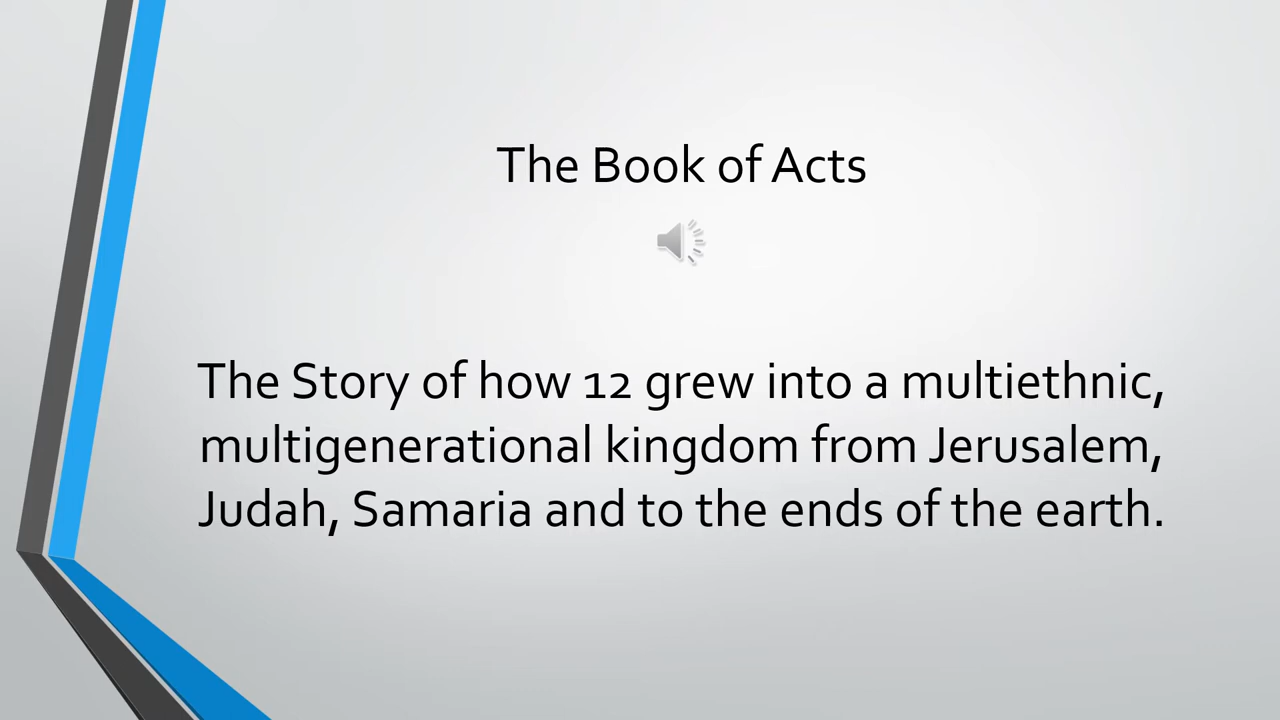 The Book of Acts
The Story of how 12 grew into a multiethnic,
multigenerational kingdom from Jerusalem,
Judah, Samaria and to the ends of the earth.